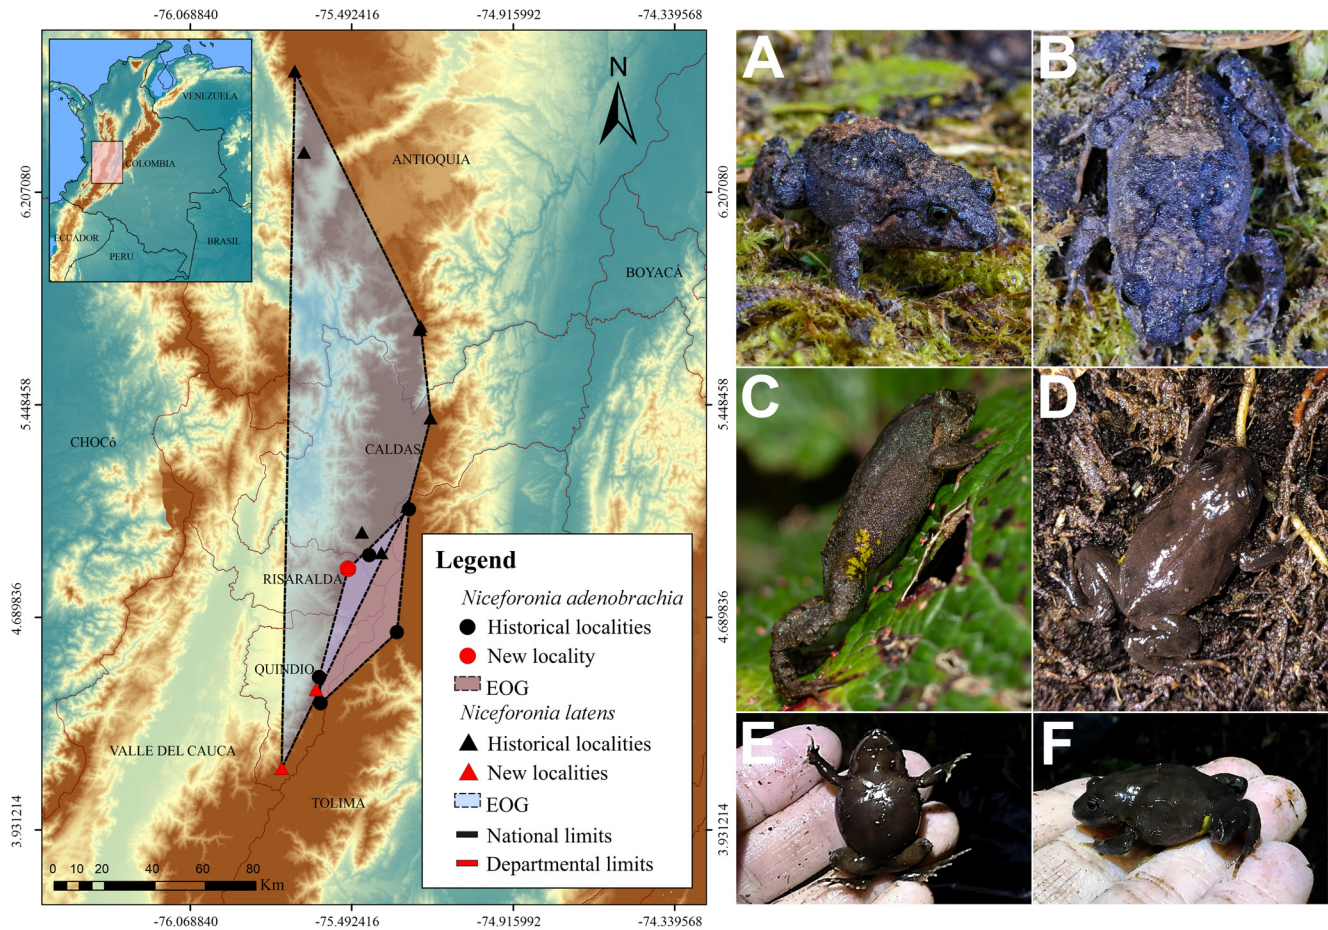 -76.068840
-75.492416
-74.915992
-74.339568
VENEZUELA
COLOMBIA
ECUADOR
PERU
BRASIL
N
ANTIOQUIA
BOYACÁ
6.207080
6.207080
5.448458
5.448458
CHOCó
CALDAS
RISARALDA
4.689836
4.689836
QUINDIO
VALLE DEL CAUCA
TOLIMA
3.931214
3.931214
Legend
Niceforonia adenobrachia
Historical localities
New locality
EOG
Niceforonia latens
Historical localities
New localities
EOG
National limits
Departmental limits
0 10 20 40 60 80
Km
-76.068840
-75.492416
-74.915992
-74.339568
A
B
C
D
E
F